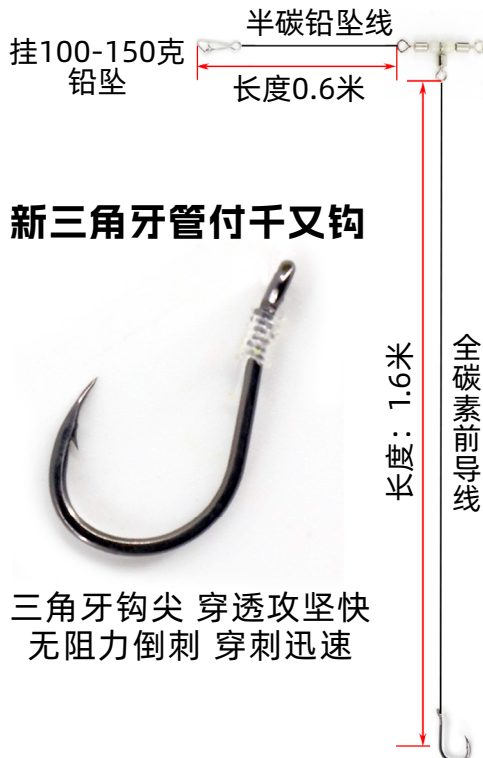 半碳铅坠线
挂100-150克
铅坠
长度0.6米
新三角牙管付千又钩
长度：1.6米
全碳素前导线
三角牙钩尖 穿透攻坚快
无阻力倒刺 穿刺迅速